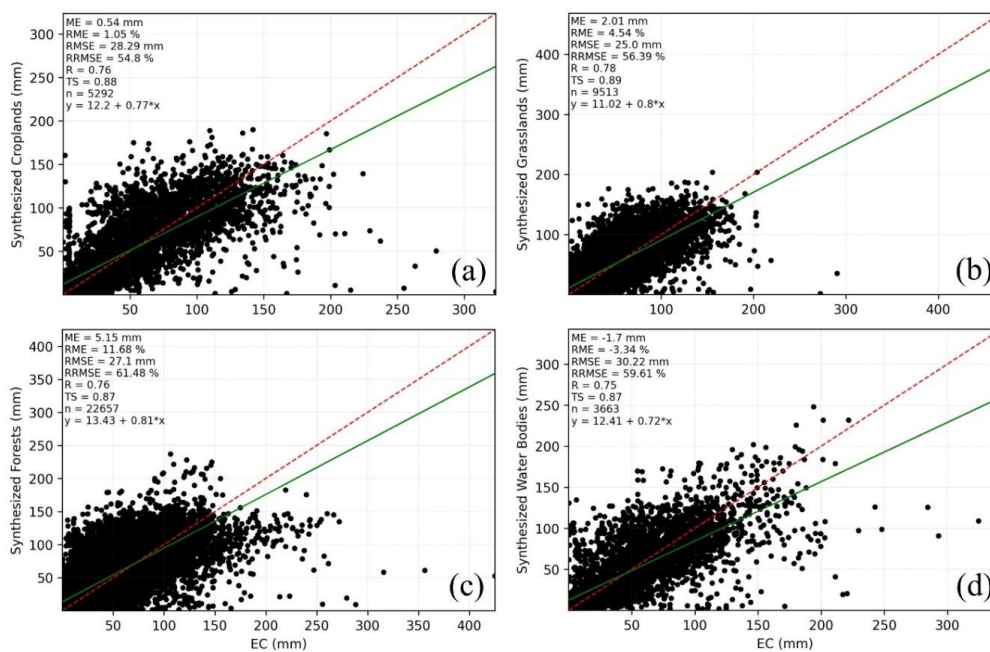 ME = 0.54 mm
RME = 1.05 %
RMSE = 28.29 mm
RRMSE = 54.8 %
R = 0.76
TS = 0.88
n = 5292
y = 12.2 + 0.77*x
Synthesized Croplands (mm)
300
250
200
150
100
50
50 100 150 200 250 300
(a)
ME = 2.01 mm
RME = 4.54 %
RMSE = 25.0 mm
RRMSE = 56.39 %
R = 0.78
TS = 0.89
n = 9513
y = 11.02 + 0.8*x
Synthesized Grasslands (mm)
400
300
200
100
100 200 300 400
(b)
ME = 5.15 mm
RME = 11.68 %
RMSE = 27.1 mm
RRMSE = 61.48 %
R = 0.76
TS = 0.87
n = 22657
y = 13.43 + 0.81*x
Synthesized Forests (mm)
400
350
300
250
200
150
100
50
50 100 150 200 250 300 350 400
EC (mm)
(c)
ME = -1.7 mm
RME = -3.34 %
RMSE = 30.22 mm
RRMSE = 59.61 %
R = 0.75
TS = 0.87
n = 3663
y = 12.41 + 0.72*x
Synthesized Water Bodies (mm)
300
250
200
150
100
50
50 100 150 200 250 300
EC (mm)
(d)